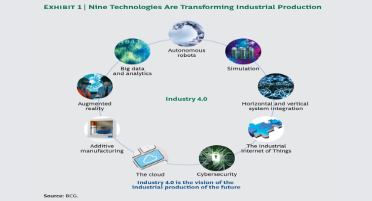 EXHIBIT 1 | Nine Technologies Are Transforming Industrial Production
Autonomous
robots
Big data
and analytics
Simulation
Augmented
reality
Industry 4.0
Horizontal and vertical
system integration
Additive
manufacturing
The industrial
Internet of Things
The cloud
Cybersecurity
Industry 4.0 is the vision of the
industrial production of the future
Source: BCG.